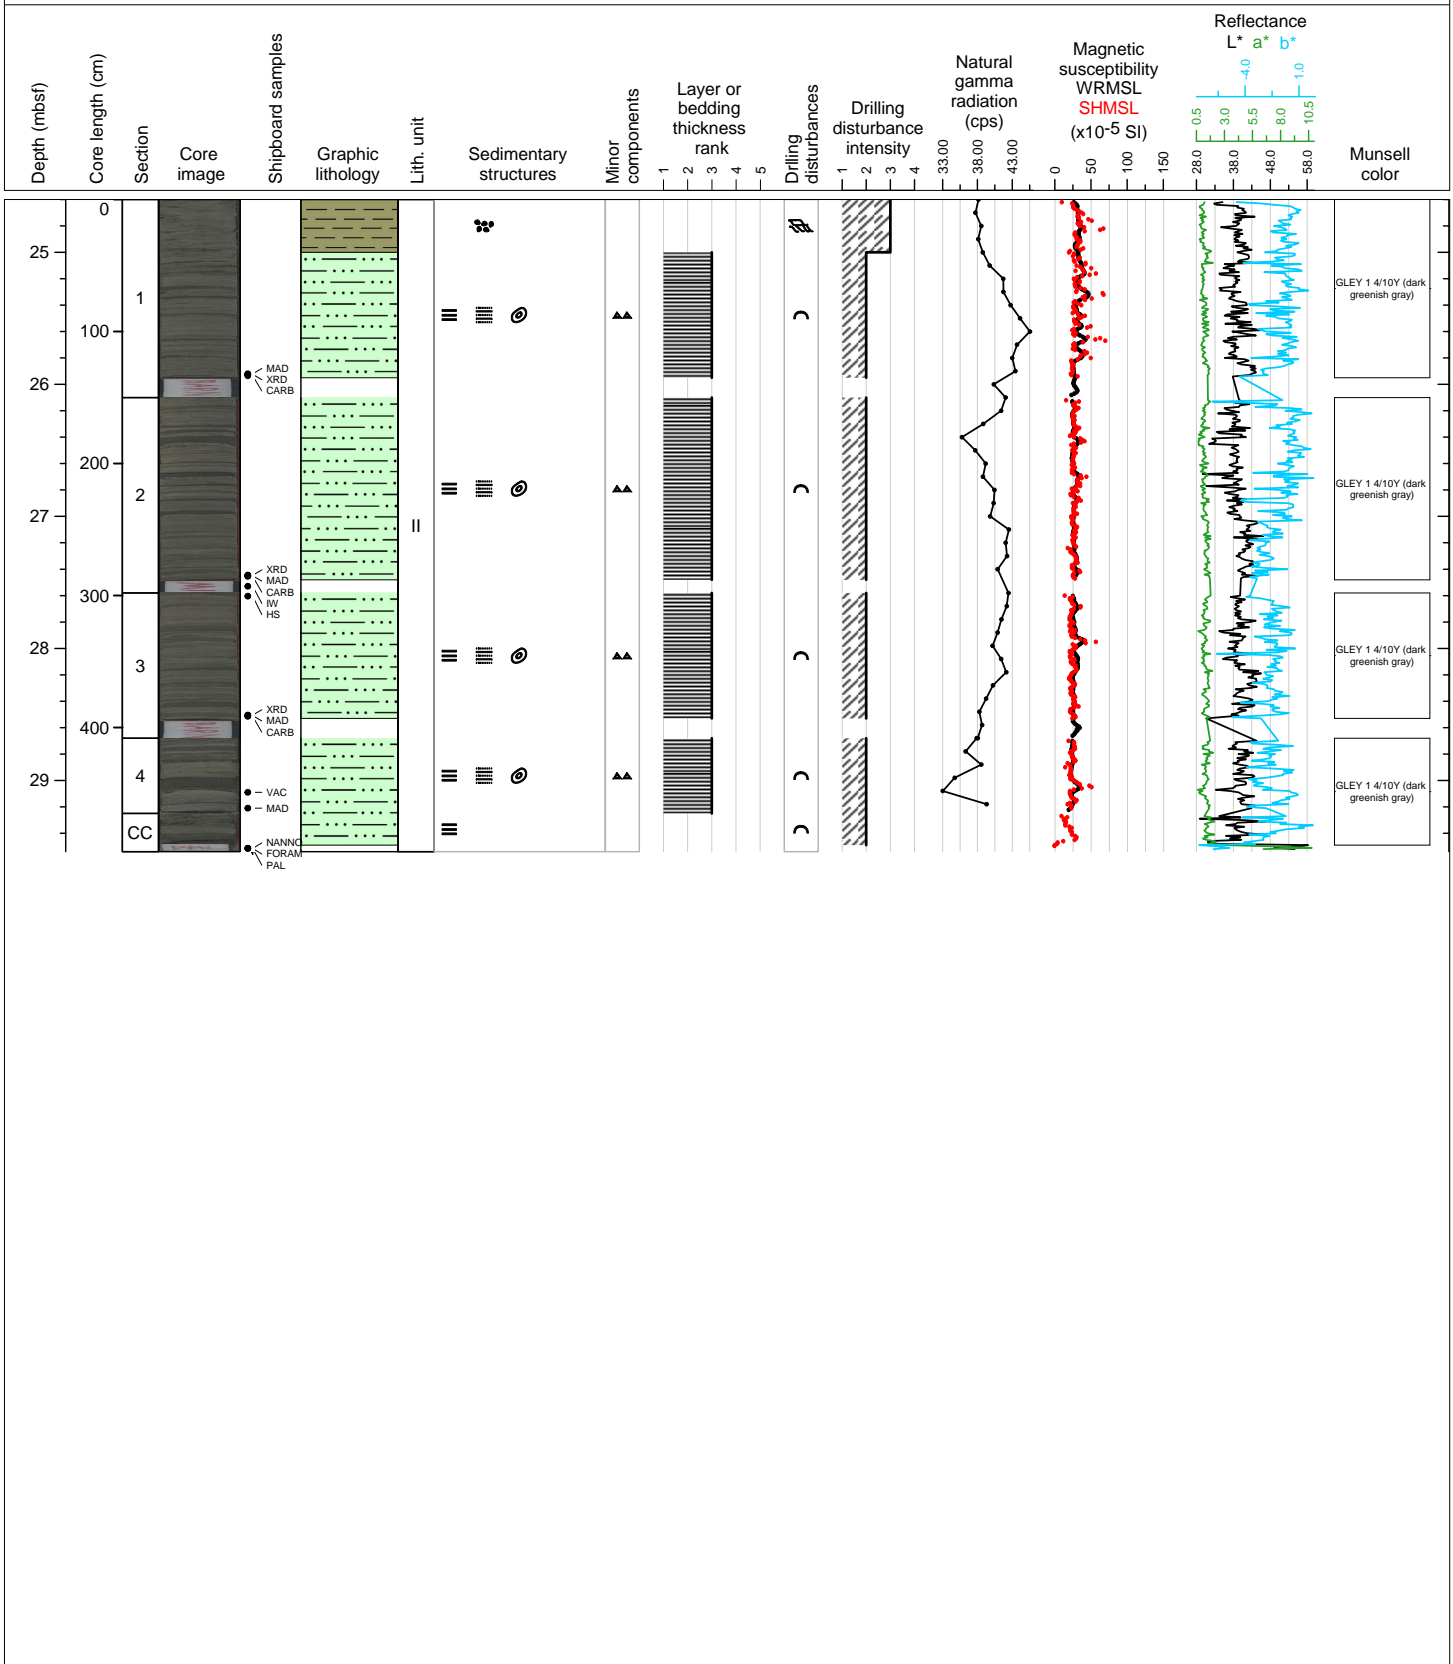 Depth (mbsf)
Core length (cm)
Section
Core
image
Shipboard samples
Graphic
lithology
Lith. unit
Sedimentary
structures
Minor
components
Layer or
bedding
thickness
rank
1 2 3 4 5
Drilling
disturbances
Drilling
disturbance
intensity
1 2 3 4
Natural
gamma
radiation
(cps)
33.00 38.00 43.00
Magnetic
susceptibility
WRMSL
SHMSL
(x10-5 SI)
0 50 100 150
Reflectance
L* a* b*
-4.0 1.0
0.5 3.0 5.5 8.0 10.5
28.0 38.0 48.0 58.0
Munsell
color
0
25
1
GLEY 1 4/10Y (dark
greenish gray)
100
MAD
XRD
CARB
26
200
2
GLEY 1 4/10Y (dark
greenish gray)
27
II
XRD
MAD
CARB
IW
HS
300
28
3
GLEY 1 4/10Y (dark
greenish gray)
XRD
MAD
CARB
400
4
GLEY 1 4/10Y (dark
greenish gray)
29
VAC
MAD
CC
NANNO
FORAM
PAL